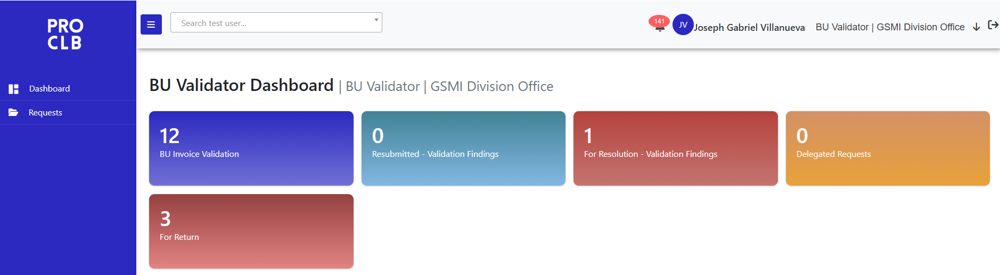 PRO
CLB
Search test user...
141
JV
Joseph Gabriel Villanueva
BU Validator | GSMI Division Office
Dashboard
Requests
BU Validator Dashboard | BU Validator | GSMI Division Office
12
BU Invoice Validation
0
Resubmitted - Validation Findings
1
For Resolution - Validation Findings
0
Delegated Requests
3
For Return